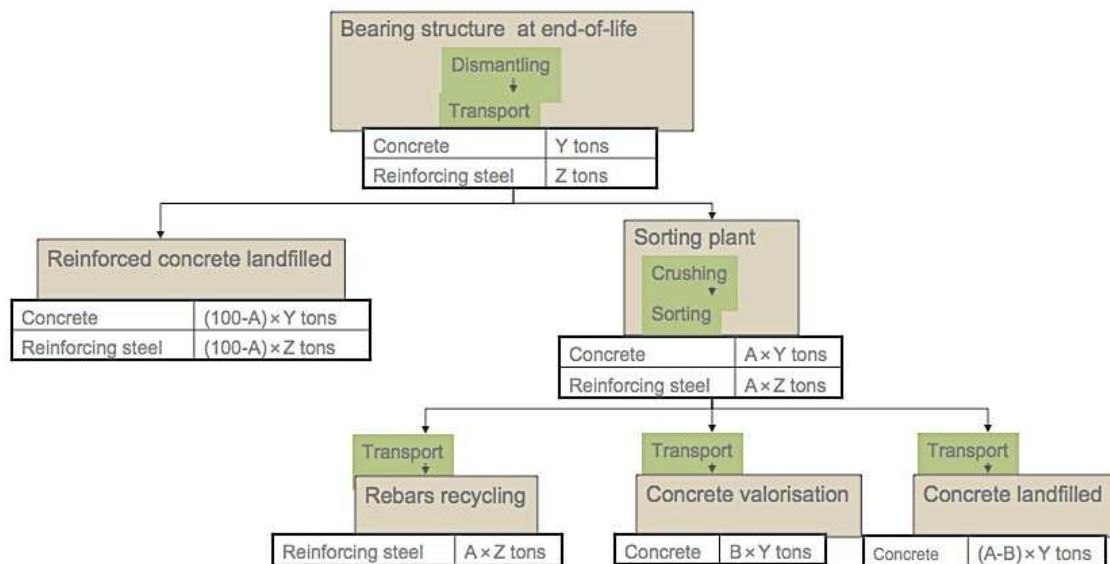 Bearing structure at end-of-life
Dismantling
Transport
Concrete Y tons
Reinforcing steel Z tons
Reinforced concrete landfilled
Concrete (100-A)×Y tons
Reinforcing steel (100-A)×Z tons
Sorting plant
Crushing
Sorting
Concrete A×Y tons
Reinforcing steel A×Z tons
Transport
Rebars recycling
Reinforcing steel A×Z tons
Transport
Concrete valorisation
Concrete B×Y tons
Transport
Concrete landfilled
Concrete (A-B)×Y tons